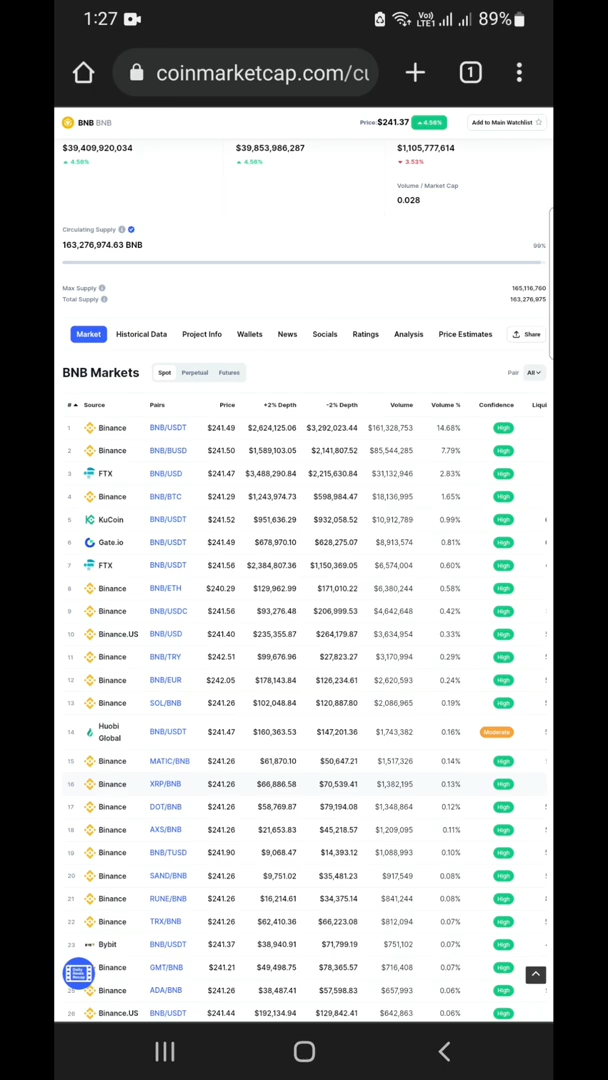 1:27 Vo) LTE1 89%
coinmarketcap.com/cu 1
BNB BNB Price: $241.37 4.56% Add to Main Watchlist
$39,409,920,034 $39,853,986,287 $1,105,777,614
4.56% 4.58% 3.53%
Volume / Market Cap
0.028
Circulating Supply
163,276,974.63 BNB 99%
Max Supply 165,116,760
Total Supply 163,276,975
Market Historical Data Project Info Wallets News Socials Ratings Analysis Price Estimates Share
BNB Markets Spot Perpetual Futures Pair All
# Source Pairs Price +2% Depth -2% Depth Volume Volume % Confidence Liqui
1 Binance BNB/USDT $241.49 $2,624,125.06 $3,292,023.44 $161,328,753 14.68% High
2 Binance BNB/BUSD $241.50 $1,589,103.05 $2,141,807.52 $85,544,285 7.79% High
3 FTX BNB/USD $241.47 $3,488,290.84 $2,215,630.84 $31,132,946 2.83% High
4 Binance BNB/BTC $241.29 $1,243,974.73 $598,984.47 $18,136,995 1.65% High
5 KuCoin BNB/USDT $241.52 $951,636.29 $932,058.52 $10,912,789 0.99% High
6 Gate.io BNB/USDT $241.49 $678,970.10 $628,275.07 $8,913,574 0.81% High
7 FTX BNB/USDT $241.56 $2,384,807.36 $1,150,369.05 $6,574,004 0.60% High
8 Binance BNB/ETH $240.29 $129,962.99 $171,010.22 $6,380,244 0.58% High
9 Binance BNB/USDC $241.56 $93,276.48 $206,999.53 $4,642,648 0.42% High
10 Binance.US BNB/USD $241.40 $235,355.87 $264,179.87 $3,634,954 0.33% High
11 Binance BNB/TRY $242.51 $99,676.96 $27,823.27 $3,170,994 0.29% High
12 Binance BNB/EUR $242.05 $178,143.84 $126,234.61 $2,620,593 0.24% High
13 Binance SOL/BNB $241.26 $102,048.84 $120,887.80 $2,086,965 0.19% High
14 Huobi Global BNB/USDT $241.47 $160,363.53 $147,201.36 $1,743,382 0.16% Moderate
15 Binance MATIC/BNB $241.26 $61,870.10 $50,647.21 $1,517,326 0.14% High
16 Binance XRP/BNB $241.26 $66,886.58 $70,539.41 $1,382,195 0.13% High
17 Binance DOT/BNB $241.26 $58,769.87 $79,194.08 $1,348,864 0.12% High
18 Binance AXS/BNB $241.26 $21,653.83 $45,218.57 $1,209,095 0.11% High
19 Binance BNB/TUSD $241.90 $9,068.47 $14,393.12 $1,088,993 0.10% High
20 Binance SAND/BNB $241.26 $9,751.02 $35,481.23 $917,549 0.08% High
21 Binance RUNE/BNB $241.26 $16,214.61 $34,375.14 $841,244 0.08% High
22 Binance TRX/BNB $241.26 $62,410.36 $66,223.08 $812,094 0.07% High
23 Bybit BNB/USDT $241.37 $38,940.91 $71,799.19 $751,102 0.07% High
Binance GMT/BNB $241.21 $49,498.75 $78,365.57 $716,408 0.07% High
25 Binance ADA/BNB $241.26 $38,487.41 $57,598.83 $657,993 0.06% High
26 Binance.US BNB/USDT $241.44 $192,134.94 $129,842.41 $642,863 0.06% High